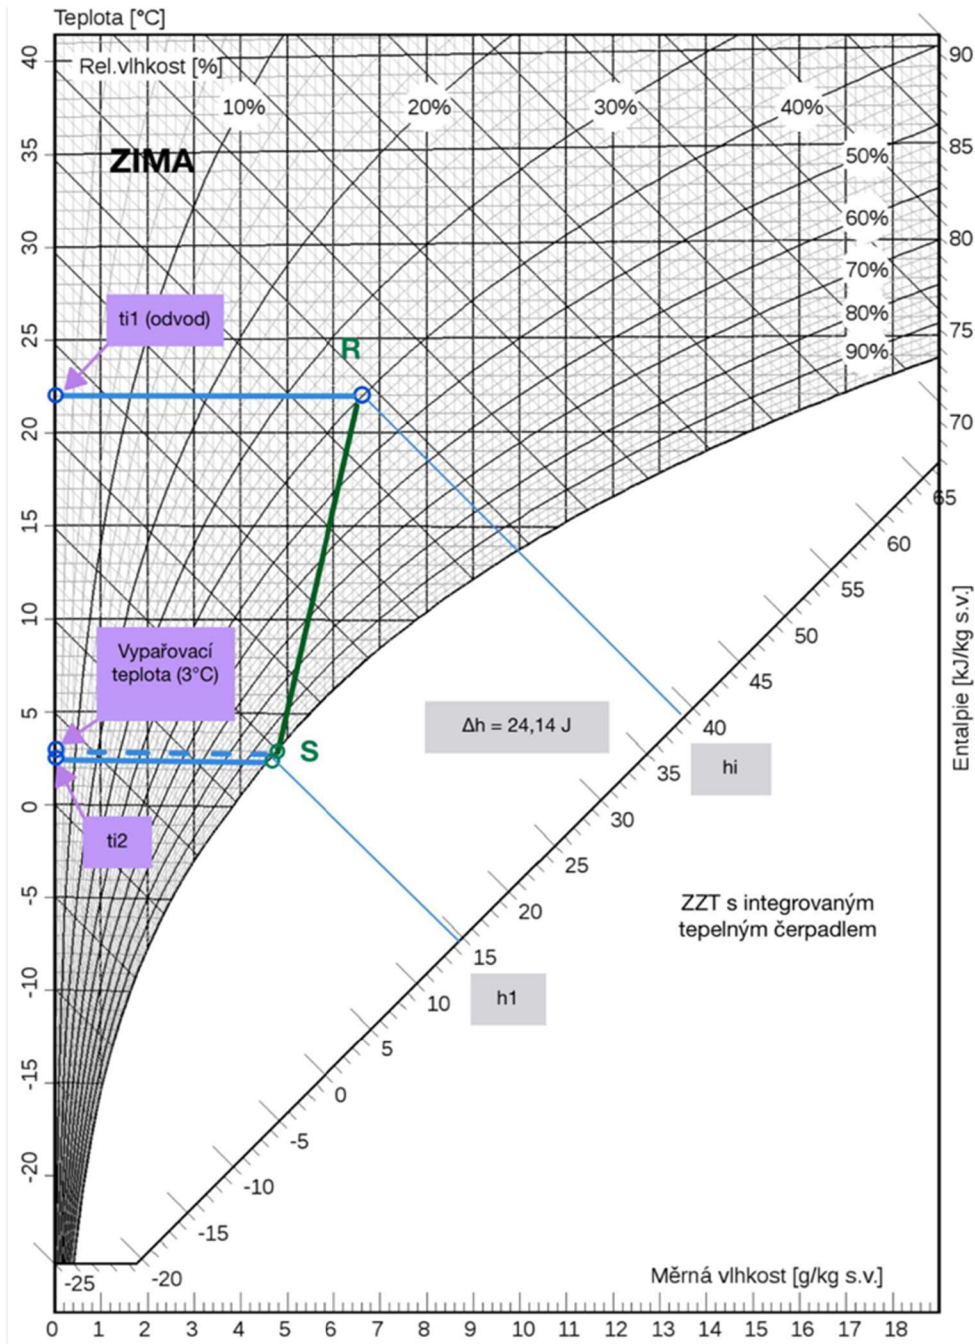 Teplota [°C]
Rel.vlhkost [%]
10%
20%
30%
40%
50%
60%
70%
80%
90%
ZIMA
40
35
30
25
20
15
10
5
0
-5
-10
-15
-20
ti1 (odvod)
R
Vypařovací
teplota (3°C)
S
ti2
Δh = 24,14 J
hi
h1
ZZT s integrovaným
tepelným čerpadlem
90
85
80
75
70
65
60
55
50
45
40
35
30
25
20
15
10
5
0
-5
-10
-15
-20
-25
Entalpie [kJ/kg s.v.]
Měrná vlhkost [g/kg s.v.]
0 1 2 3 4 5 6 7 8 9 10 11 12 13 14 15 16 17 18